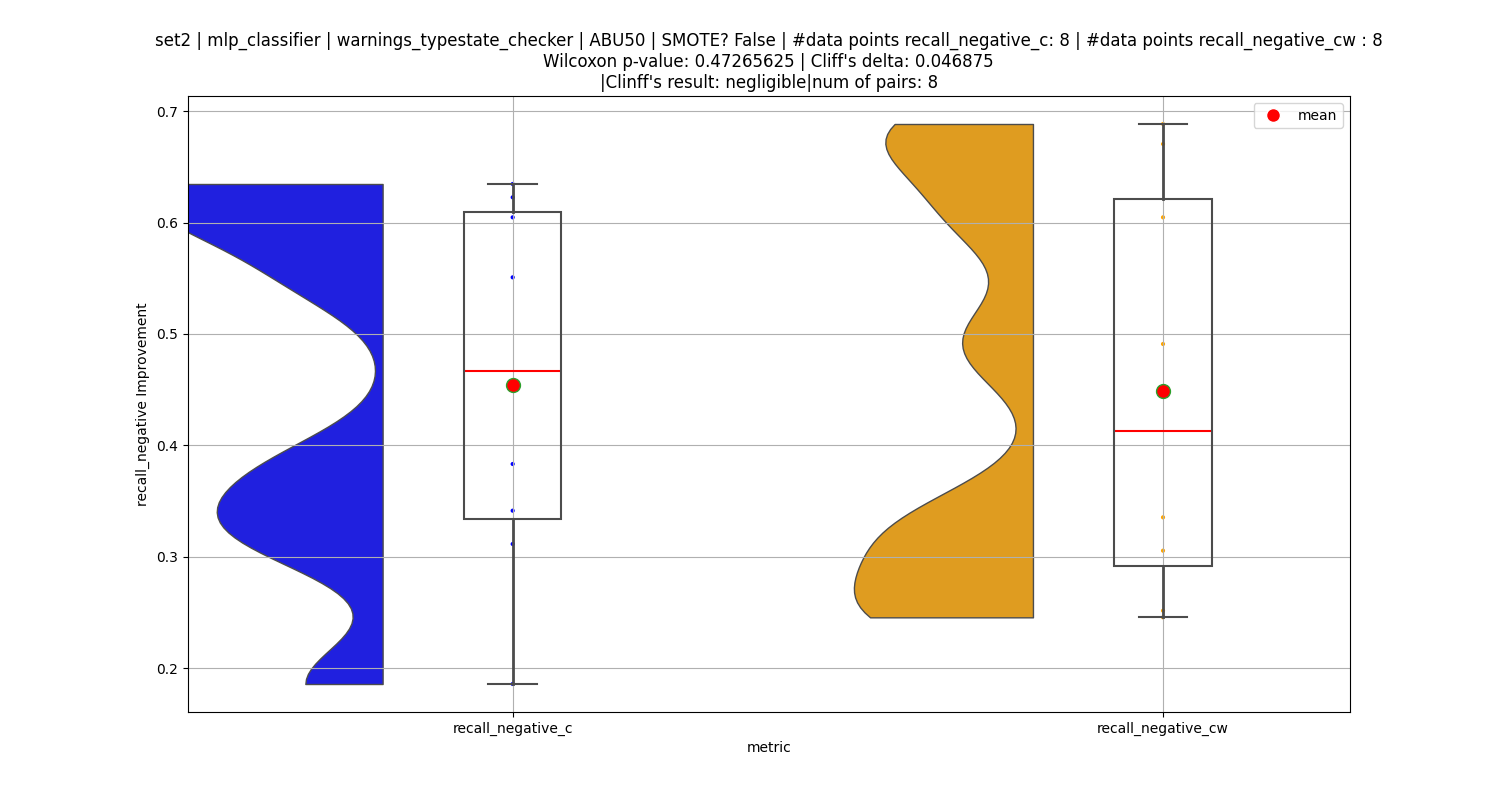 set2 | mlp_classifier | warnings_typestate_checker | ABU50 | SMOTE? False | #data points recall_negative_c: 8 | #data points recall_negative_cw : 8
Wilcoxon p-value: 0.47265625 | Cliff's delta: 0.046875
|Clinff's result: negligible|num of pairs: 8
mean
0.7
0.6
0.5
0.4
0.3
0.2
recall_negative Improvement
recall_negative_c
recall_negative_cw
metric